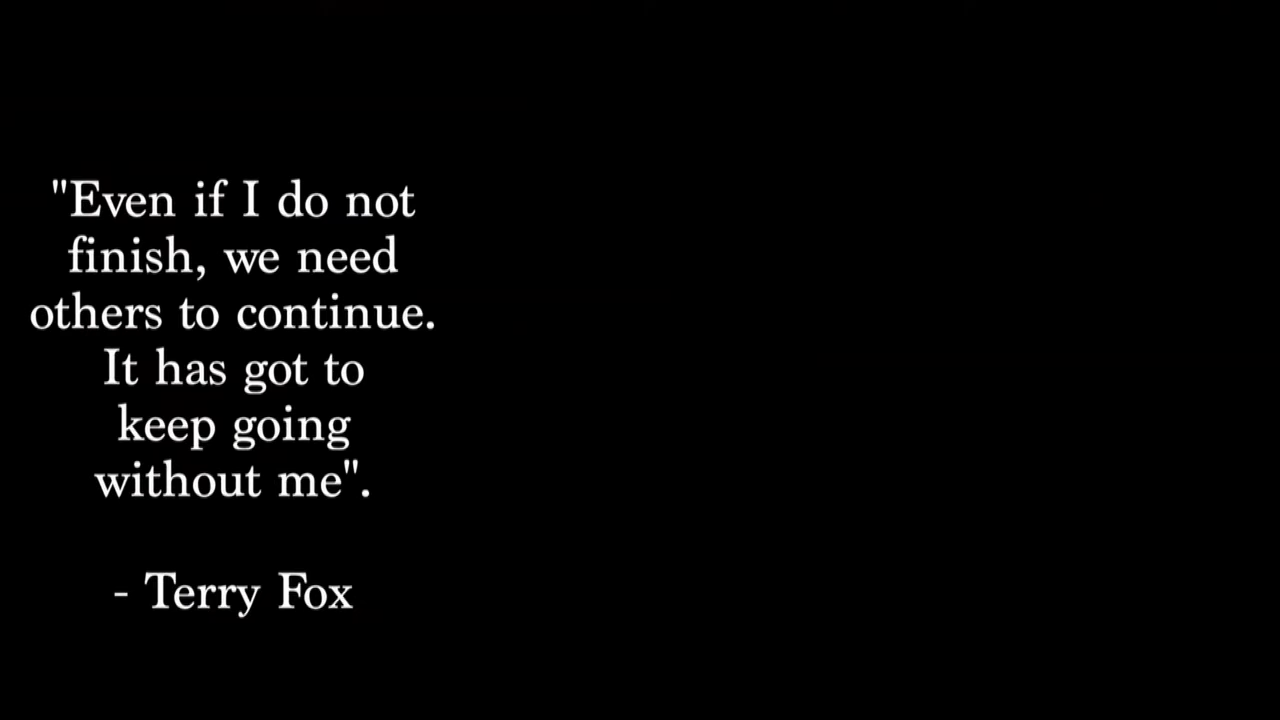 "Even if I do not
finish, we need
others to continue.
It has got to
keep going
without me".
- Terry Fox